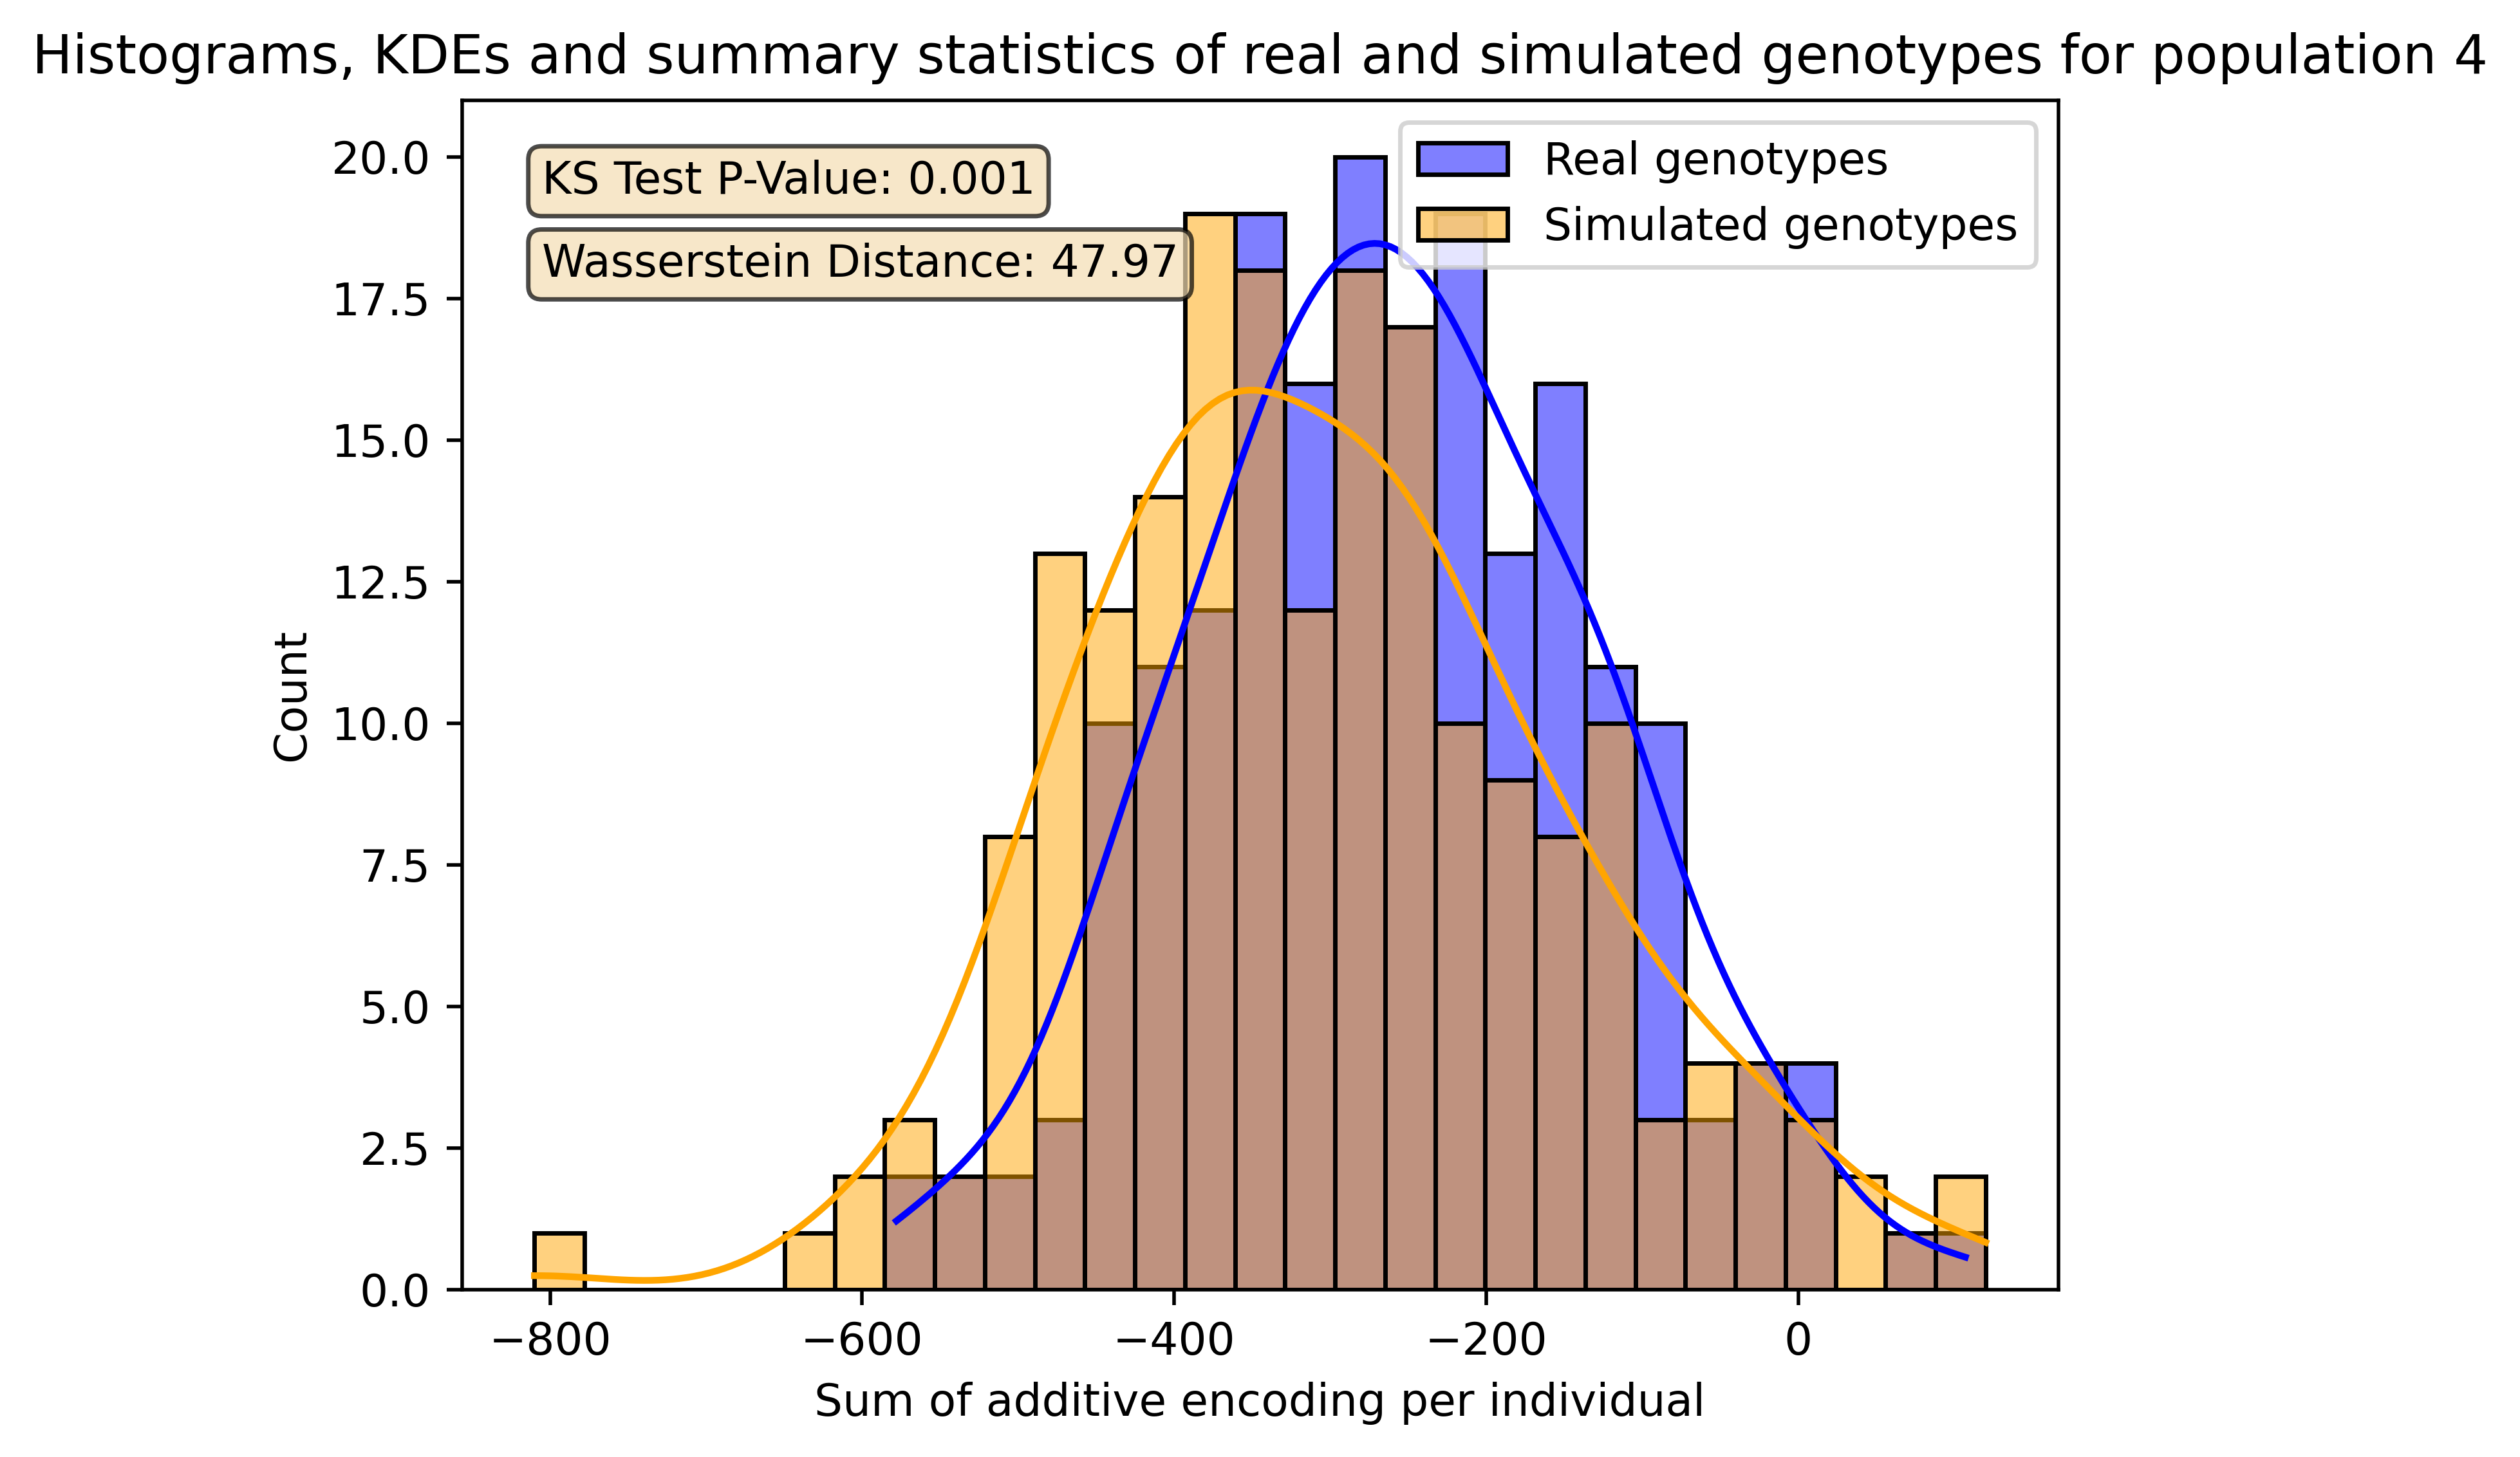 Histograms, KDEs and summary statistics of real and simulated genotypes for population 4
KS Test P-Value: 0.001
Wasserstein Distance: 47.97
Real genotypes
Simulated genotypes
Count
20.0
17.5
15.0
12.5
10.0
7.5
5.0
2.5
0.0
−800
−600
−400
−200
0
Sum of additive encoding per individual